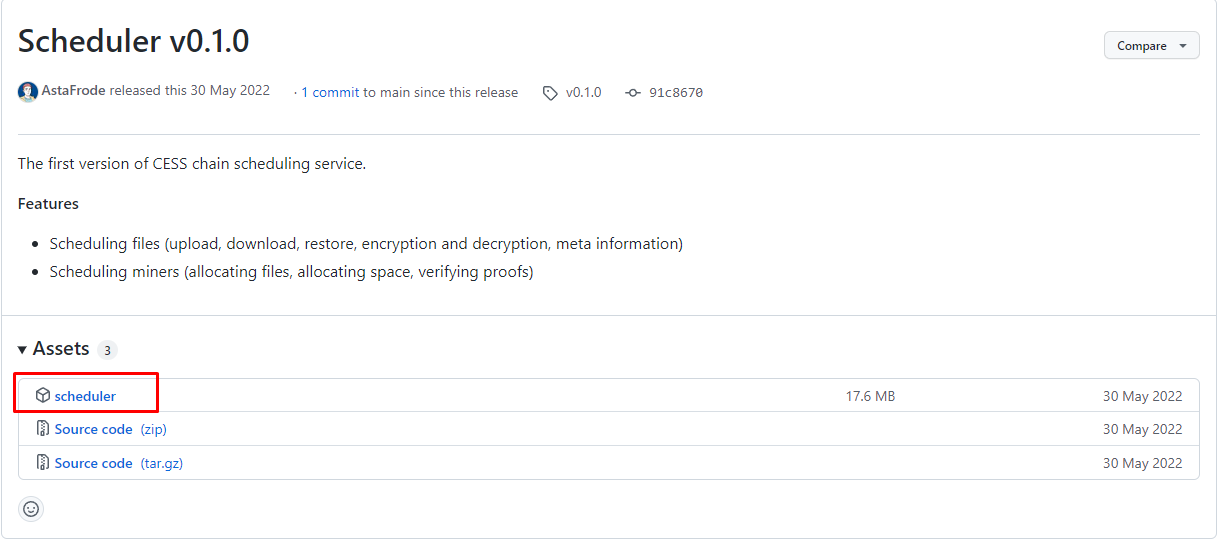 Scheduler v0.1.0
Compare
AstaFrode released this 30 May 2022 · 1 commit to main since this release v0.1.0 91c8670
The first version of CESS chain scheduling service.
Features
• Scheduling files (upload, download, restore, encryption and decryption, meta information)
• Scheduling miners (allocating files, allocating space, verifying proofs)
Assets 3
scheduler 17.6 MB 30 May 2022
Source code (zip) 30 May 2022
Source code (tar.gz) 30 May 2022